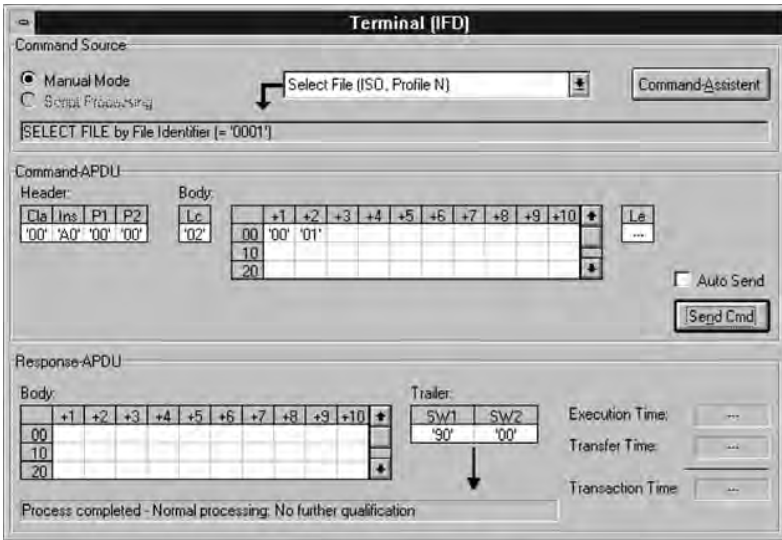 Terminal (IFD)
Command Source
Manual Mode
Select File (ISO, Profile N)
Command-Assistent
Script Processing
SELECT FILE by File Identifier (= '0001')
Command-APDU
Header:
Body:
Cla Ins P1 P2
Lc
+1 +2 +3 +4 +5 +6 +7 +8 +9 +10
Le
'00' 'A0' '00' '00'
'02'
00 '00' '01'
---
10
20
Auto Send
Send Cmd
Response-APDU
Body:
Trailer:
+1 +2 +3 +4 +5 +6 +7 +8 +9 +10
SW1 SW2
Execution Time:
---
00
'90' '00'
10
Transfer Time:
---
20
Transaction Time
---
Process completed - Normal processing: No further qualification